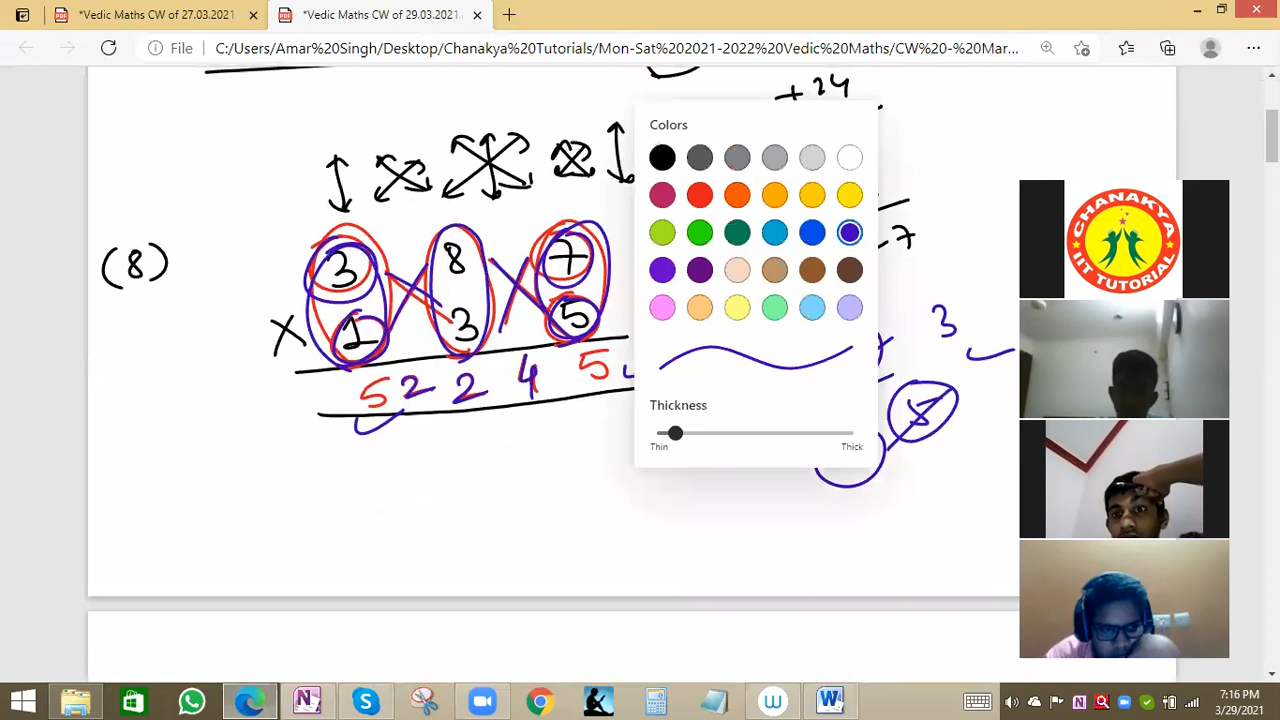 *Vedic Maths CW of 27.03.2021
*Vedic Maths CW of 29.03.2021.
File
C:/Users/Amar%20Singh/Desktop/Chanakya%20Tutorials/Mon-Sat%202021-2022%20Vedic%20Maths/CW%20-%20Mar...
+24
Colors
-7
CHANAKYA
IIT TUTORIAL
(8)
3 8 7
X 1 3 5
5 2 2 4 5
3
5
Thickness
Thin
Thick
7:16 PM
3/29/2021